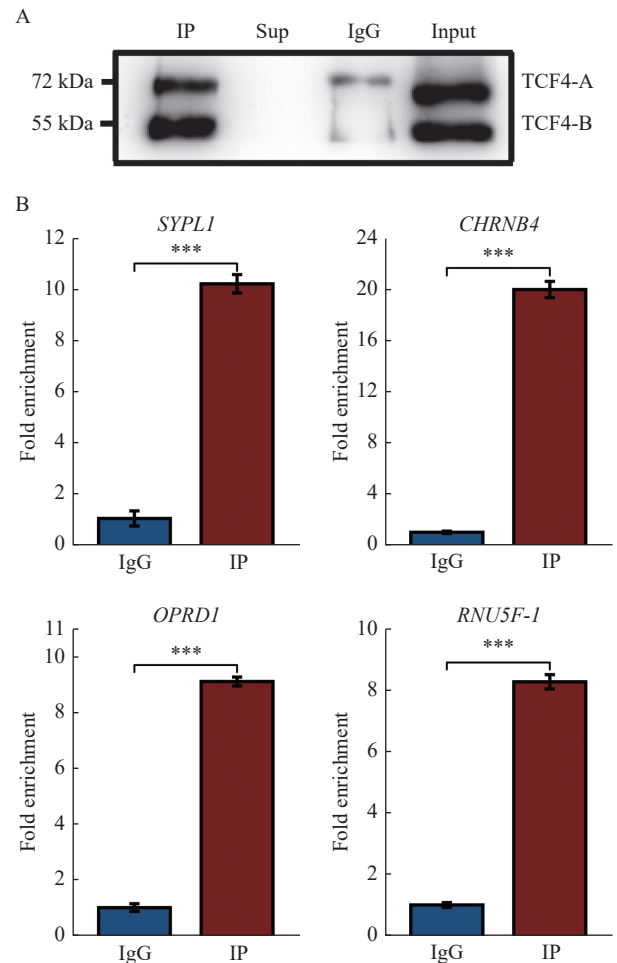 A
IP Sup IgG Input
72 kDa TCF4-A
55 kDa TCF4-B
B
SYPL1
***
Fold enrichment
12
10
8
6
4
2
0
IgG IP
CHRNB4
***
Fold enrichment
24
20
16
12
8
4
0
IgG IP
OPRD1
***
Fold enrichment
11
10
8
6
4
2
0
IgG IP
RNU5F-1
***
Fold enrichment
10
8
6
4
2
0
IgG IP